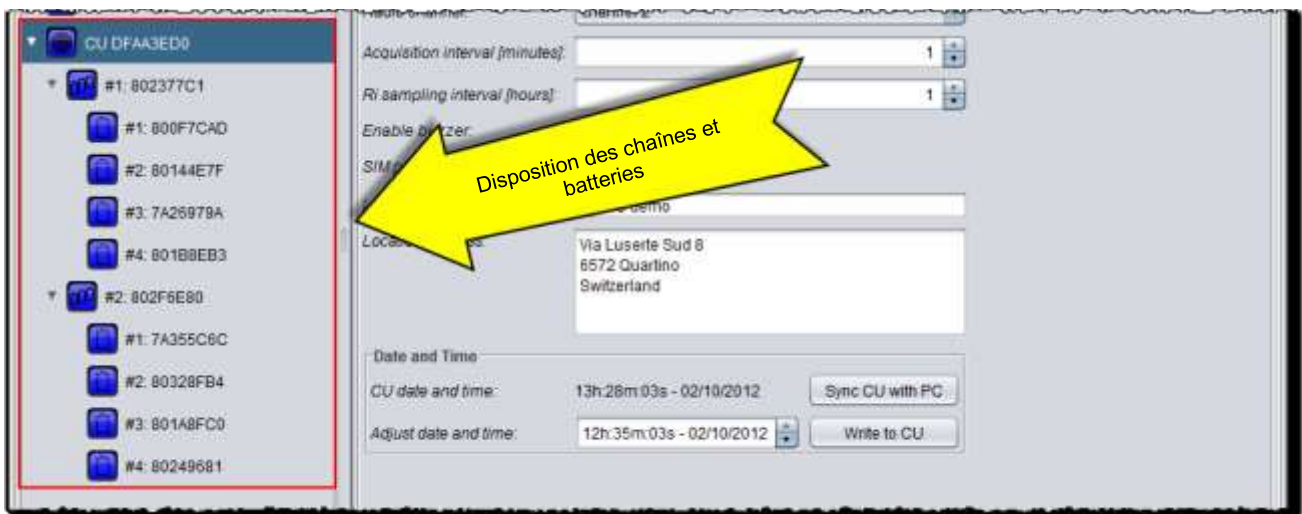 CU DFAA3ED0
#1: 802377C1
#1: 800F7CAD
#2: 80144E7F
#3: 7A26979A
#4: 801B8EB3
#2: 802F6E80
#1: 7A355C6C
#2: 80328FB4
#3: 801A8FC0
#4: 80249681
Acquisition interval [minutes]: 1
Ri sampling interval [hours]: 1
Enable
Disposition des chaînes et
batteries
demo
Via Luserte Sud 8
6572 Quartino
Switzerland
Date and Time
CU date and time: 13h:28m:03s - 02/10/2012 Sync CU with PC
Adjust date and time: 12h:35m:03s - 02/10/2012 Write to CU